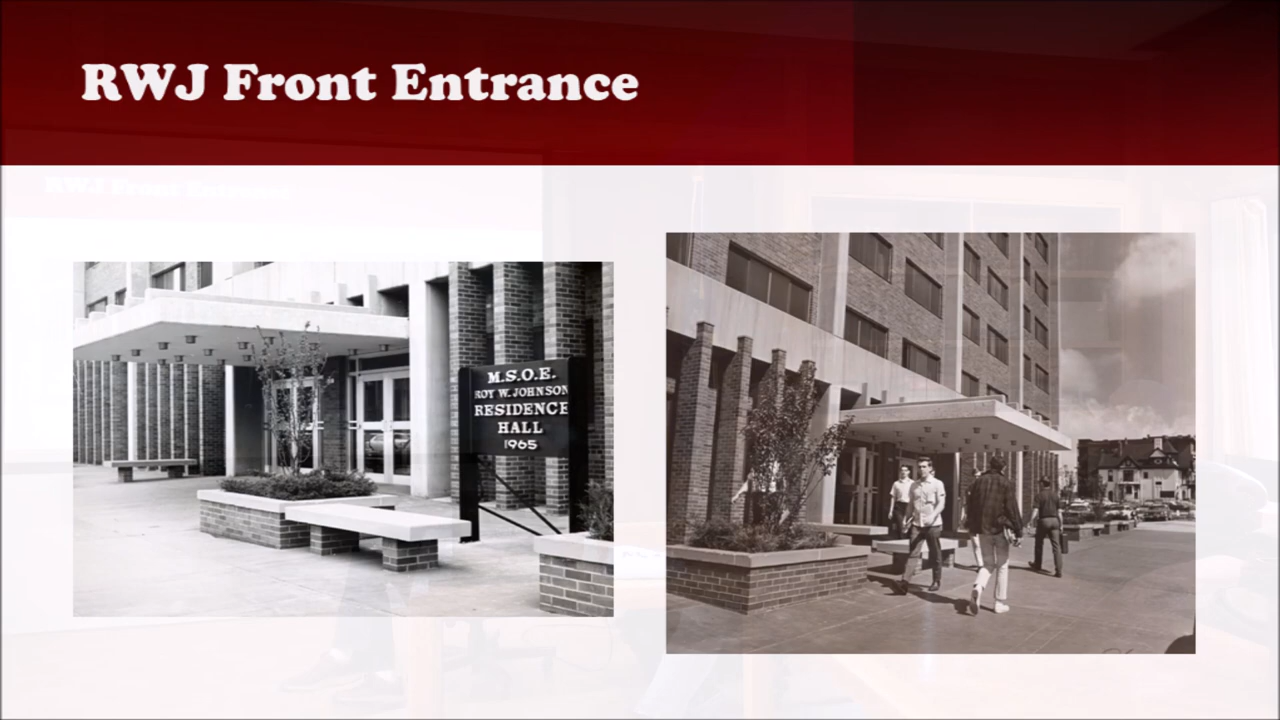 RWJ Front Entrance
M.S.O.E.
ROY W. JOHNSON
RESIDENCE
HALL
1965